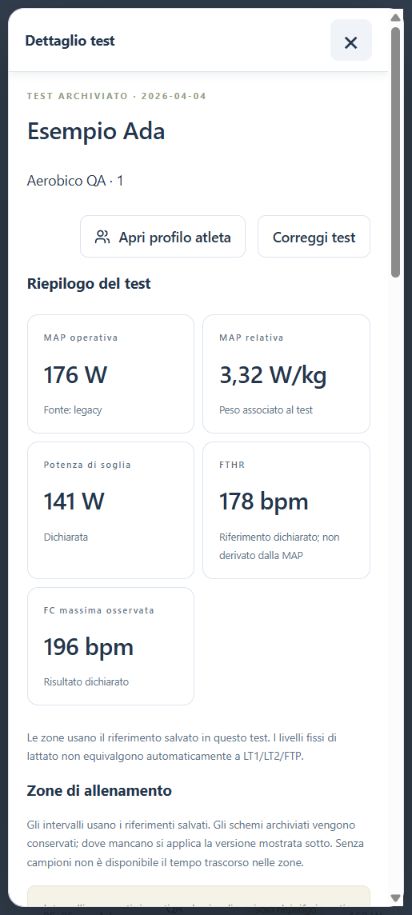 Dettaglio test
TEST ARCHIVIATO · 2026-04-04
Esempio Ada
Aerobico QA · 1
Apri profilo atleta
Correggi test
Riepilogo del test
MAP operativa
176 W
Fonte: legacy
MAP relativa
3,32 W/kg
Peso associato al test
Potenza di soglia
141 W
Dichiarata
FTHR
178 bpm
Riferimento dichiarato; non
derivato dalla MAP
FC massima osservata
196 bpm
Risultato dichiarato
Le zone usano il riferimento salvato in questo test. I livelli fissi di
lattato non equivalgono automaticamente a LT1/LT2/FTP.
Zone di allenamento
Gli intervalli usano i riferimenti salvati. Gli schemi archiviati vengono
conservati; dove mancano si applica la versione mostrata sotto. Senza
campioni non è disponibile il tempo trascorso nelle zone.